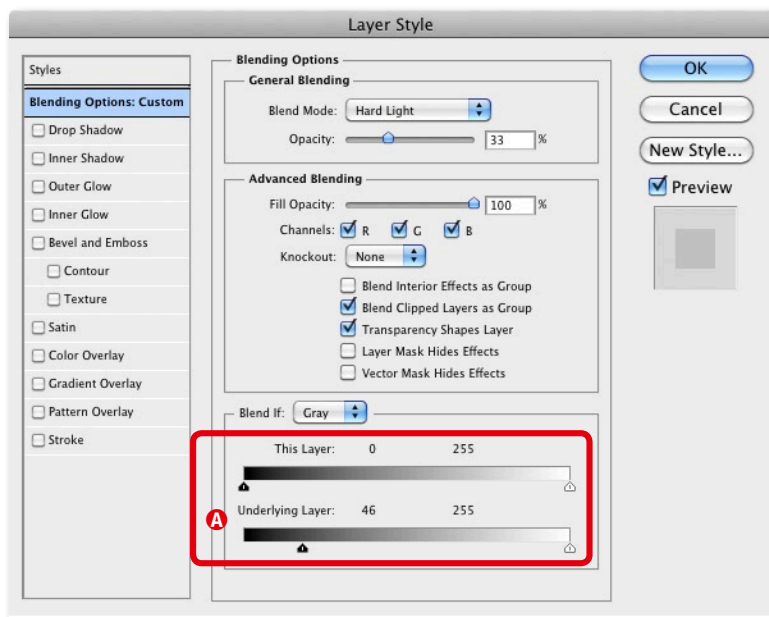 Layer Style
Styles
Blending Options: Custom
Drop Shadow
Inner Shadow
Outer Glow
Inner Glow
Bevel and Emboss
Contour
Texture
Satin
Color Overlay
Gradient Overlay
Pattern Overlay
Stroke
Blending Options
General Blending
Blend Mode: Hard Light
Opacity: 33 %
Advanced Blending
Fill Opacity: 100 %
Channels: R G B
Knockout: None
Blend Interior Effects as Group
Blend Clipped Layers as Group
Transparency Shapes Layer
Layer Mask Hides Effects
Vector Mask Hides Effects
Blend If: Gray
This Layer: 0 255
A
Underlying Layer: 46 255
OK
Cancel
New Style...
Preview